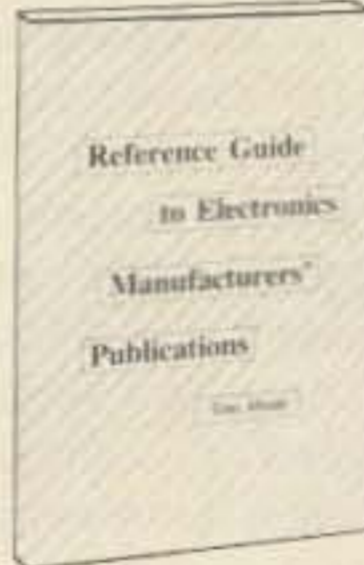 Reference Guide
to Electronics
Manufacturers'
Publications